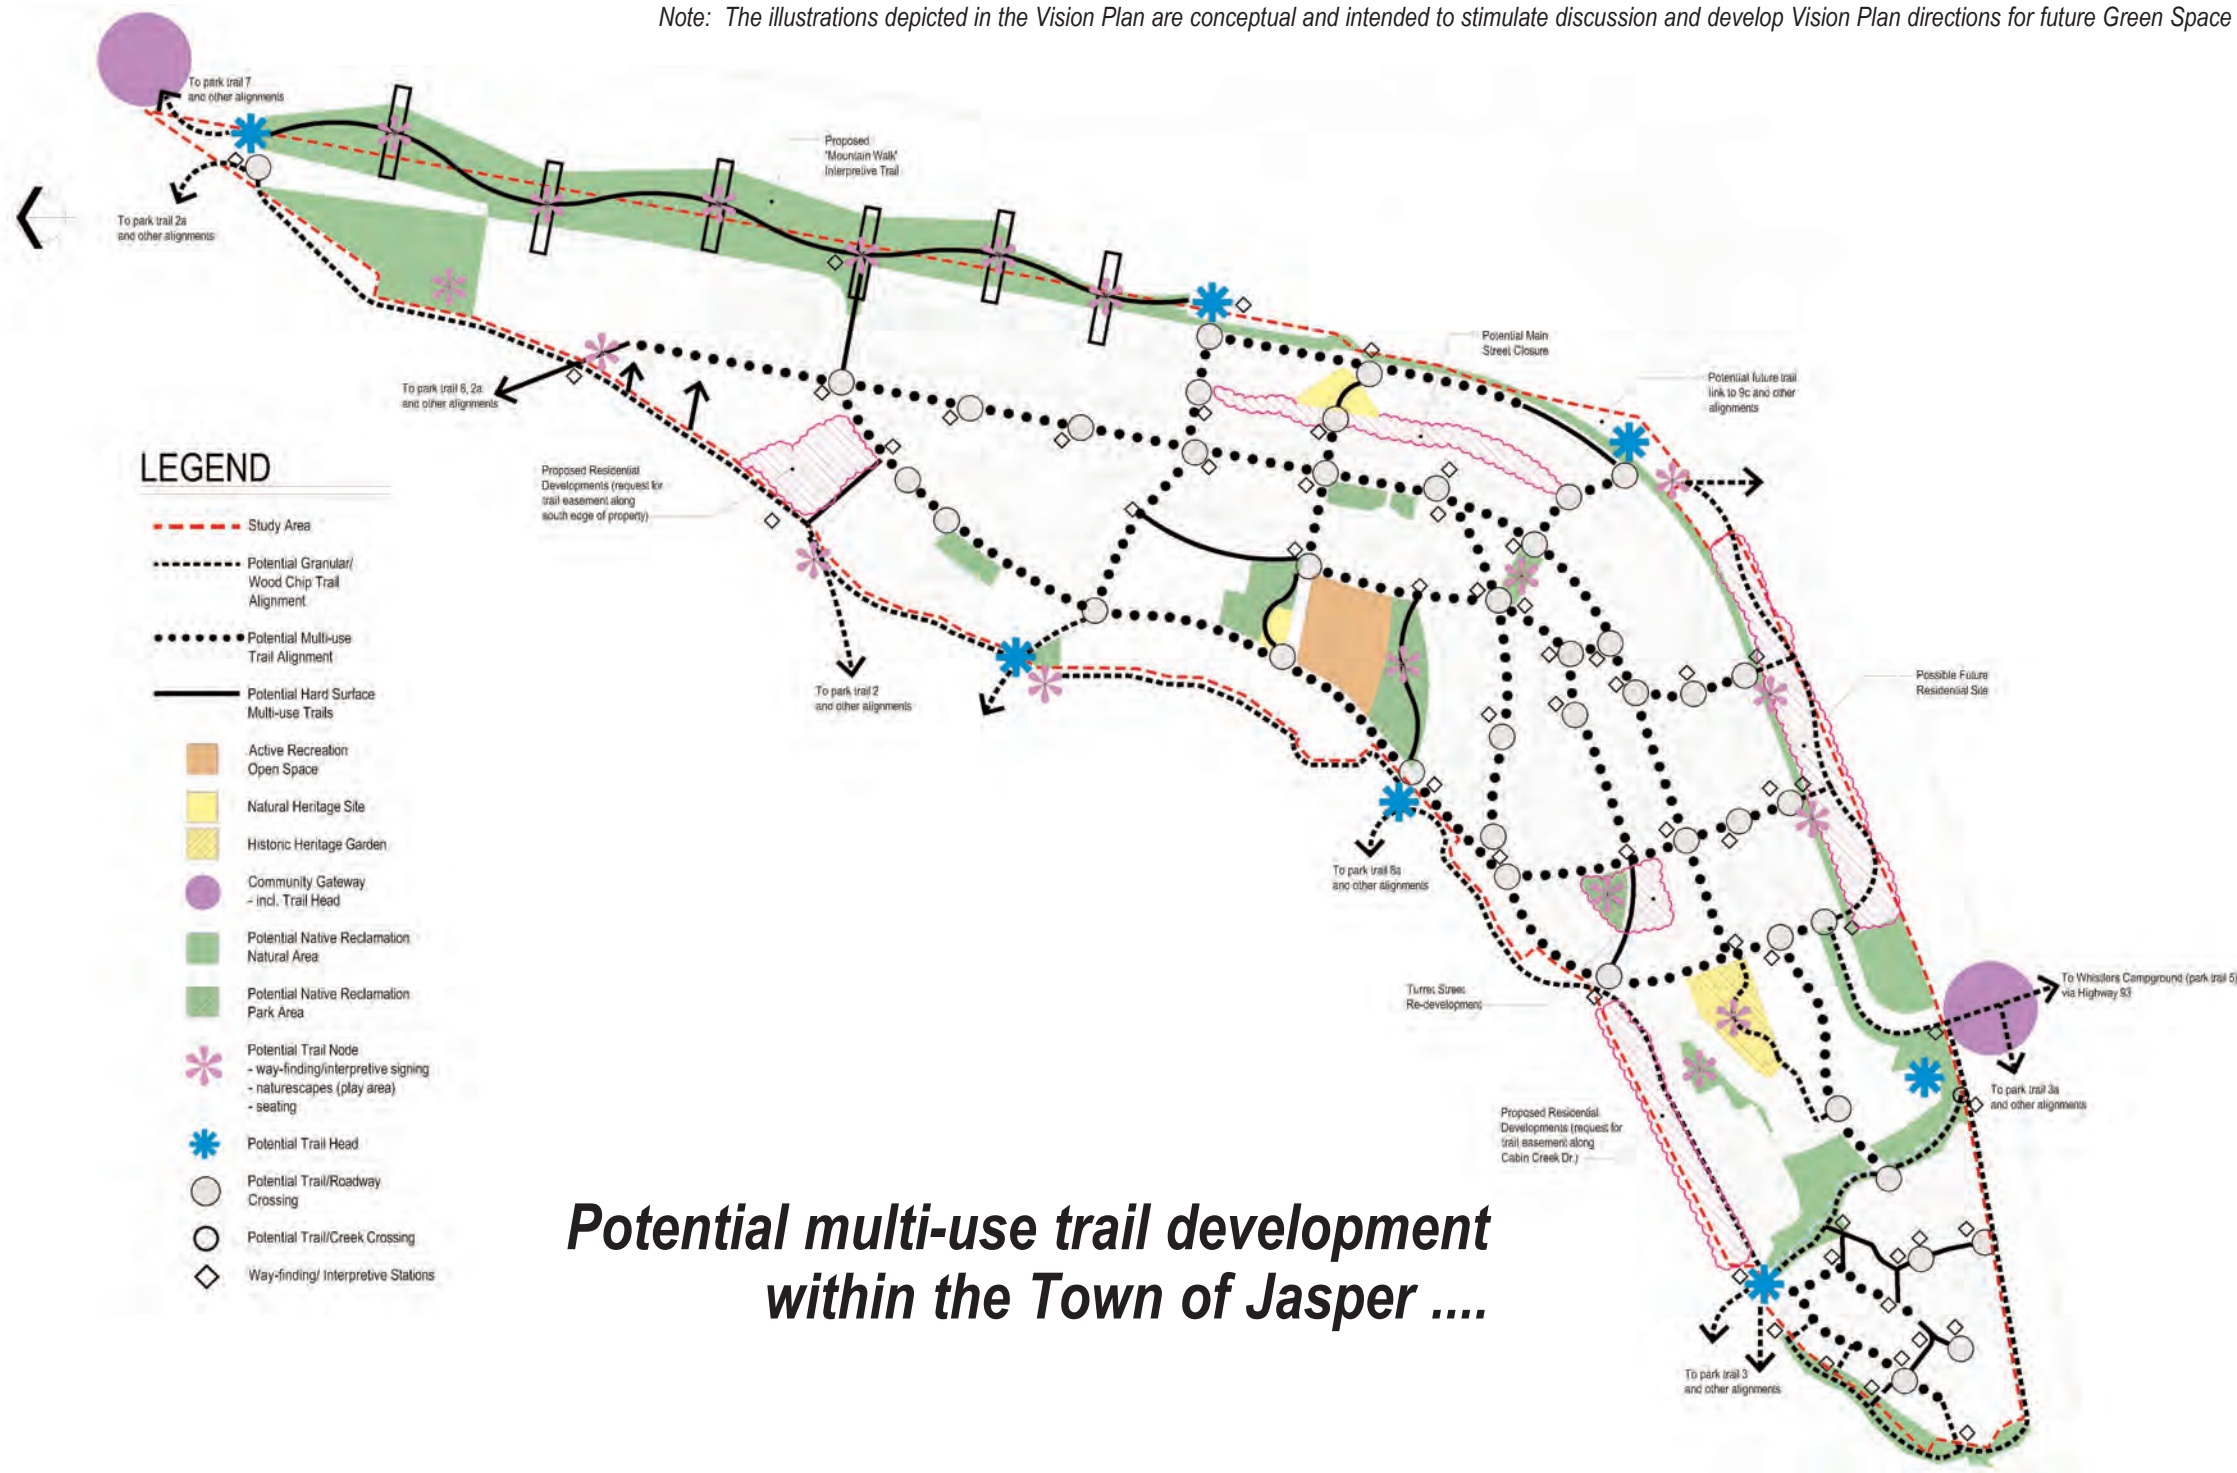 Note: The illustrations depicted in the Vision Plan are conceptual and intended to stimulate discussion and develop Vision Plan directions for future Green Space
To park trail 7
and other alignments
Proposed
'Mountain Walk'
Interpretive Trail
To park trail 2a
and other alignments
Potential Main
Street Closure
Potential future trail
link to 9c and other
alignments
To park trail 8, 2a
and other alignments
Proposed Residential
Developments (request for
trail easement along
south edge of property)
To park trail 2
and other alignments
Possible Future
Residential Site
To park trail 8a
and other alignments
Turret Street
Re-development
To Whistlers Campground (park trail 5)
via Highway 93
To park trail 3a
and other alignments
Proposed Residential
Developments (request for
trail easement along
Cabin Creek Dr.)
To park trail 3
and other alignments
LEGEND
Study Area
Potential Granular/
Wood Chip Trail
Alignment
Potential Multi-use
Trail Alignment
Potential Hard Surface
Multi-use Trails
Active Recreation
Open Space
Natural Heritage Site
Historic Heritage Garden
Community Gateway
- incl. Trail Head
Potential Native Reclamation
Natural Area
Potential Native Reclamation
Park Area
Potential Trail Node
- way-finding/interpretive signing
- naturescapes (play area)
- seating
Potential Trail Head
Potential Trail/Roadway
Crossing
Potential Trail/Creek Crossing
Way-finding/ Interpretive Stations
Potential multi-use trail development
within the Town of Jasper ....